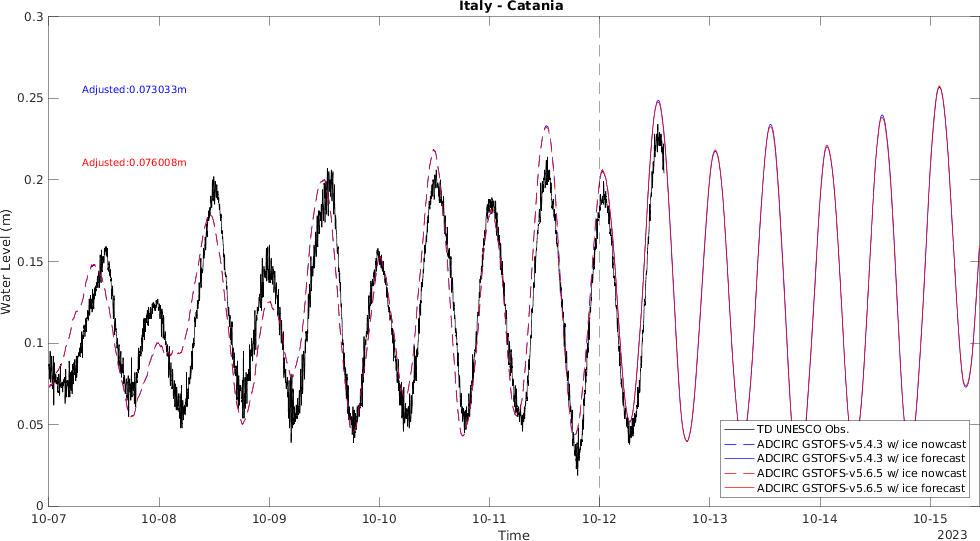 Italy - Catania
0.3
0.25
0.2
0.15
0.1
0.05
0
Water Level (m)
Adjusted:0.073033m
Adjusted:0.076008m
TD UNESCO Obs.
ADCIRC GSTOFS-v5.4.3 w/ ice nowcast
ADCIRC GSTOFS-v5.4.3 w/ ice forecast
ADCIRC GSTOFS-v5.6.5 w/ ice nowcast
ADCIRC GSTOFS-v5.6.5 w/ ice forecast
10-07 10-08 10-09 10-10 10-11 10-12 10-13 10-14 10-15
Time
2023